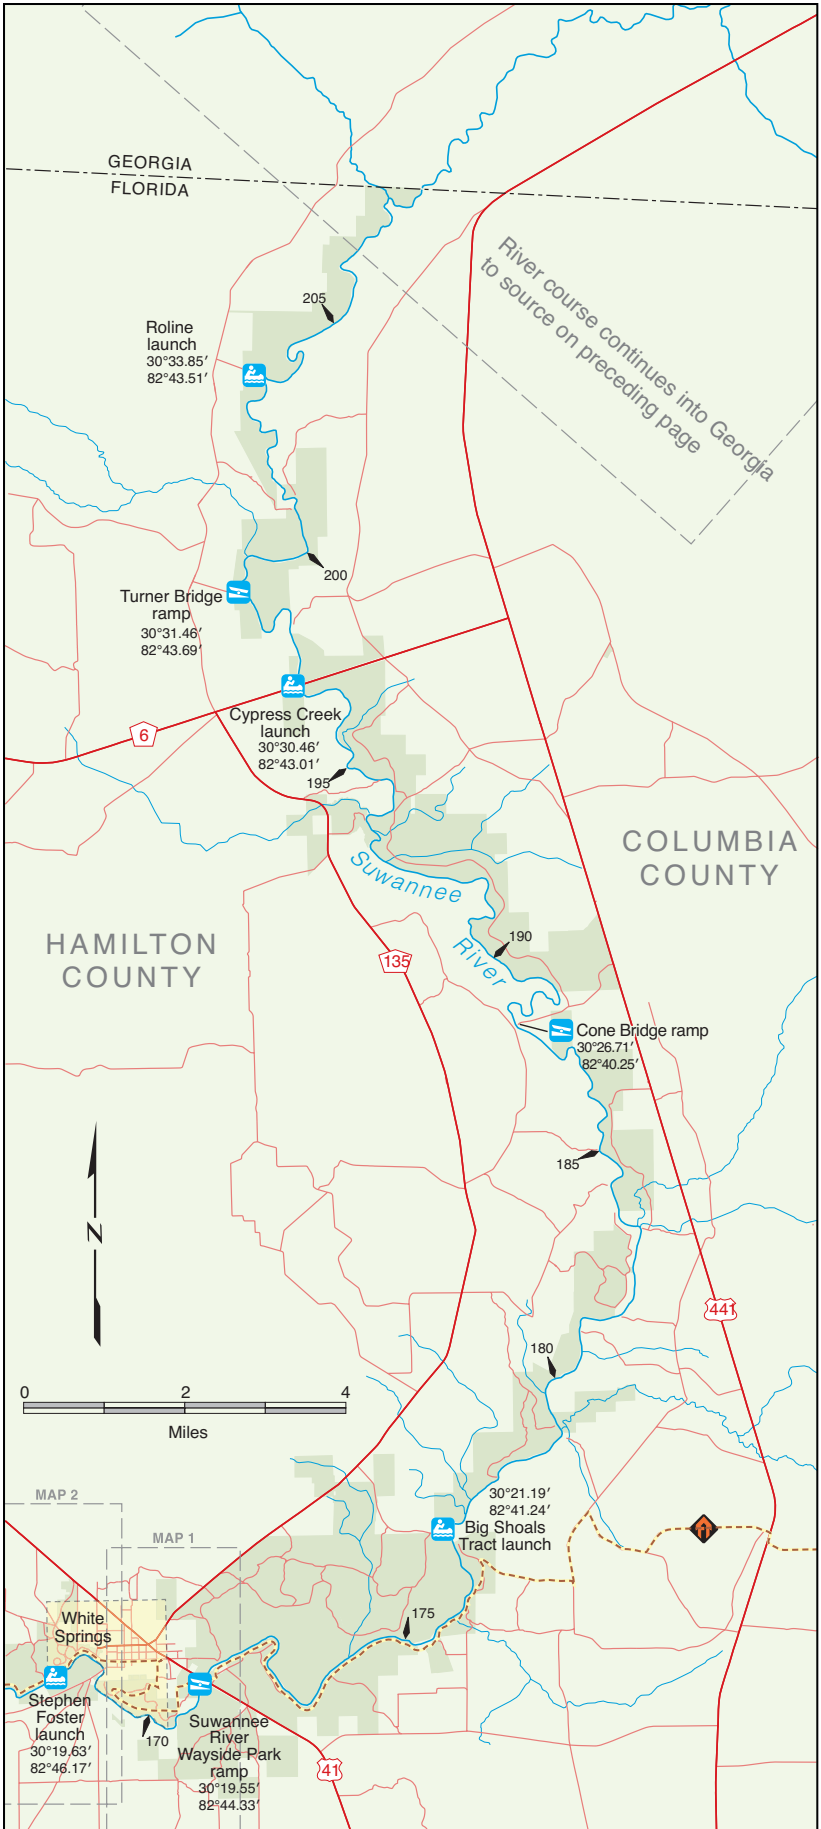 GEORGIA
FLORIDA
River course continues into Georgia
to source on preceding page
205
Roline
launch
30°33.85′
82°43.51′
200
Turner Bridge
ramp
30°31.46′
82°43.69′
6
Cypress Creek
launch
30°30.46′
82°43.01′
195
COLUMBIA
COUNTY
Suwannee
River
HAMILTON
COUNTY
190
135
Cone Bridge ramp
30°26.71′
82°40.25′
185
N
441
180
0 2 4
Miles
30°21.19′
82°41.24′
Big Shoals
Tract launch
MAP 2
MAP 1
175
White
Springs
Stephen
Foster
launch
30°19.63′
82°46.17′
170
Suwannee
River
Wayside Park
ramp
30°19.55′
82°44.33′
41